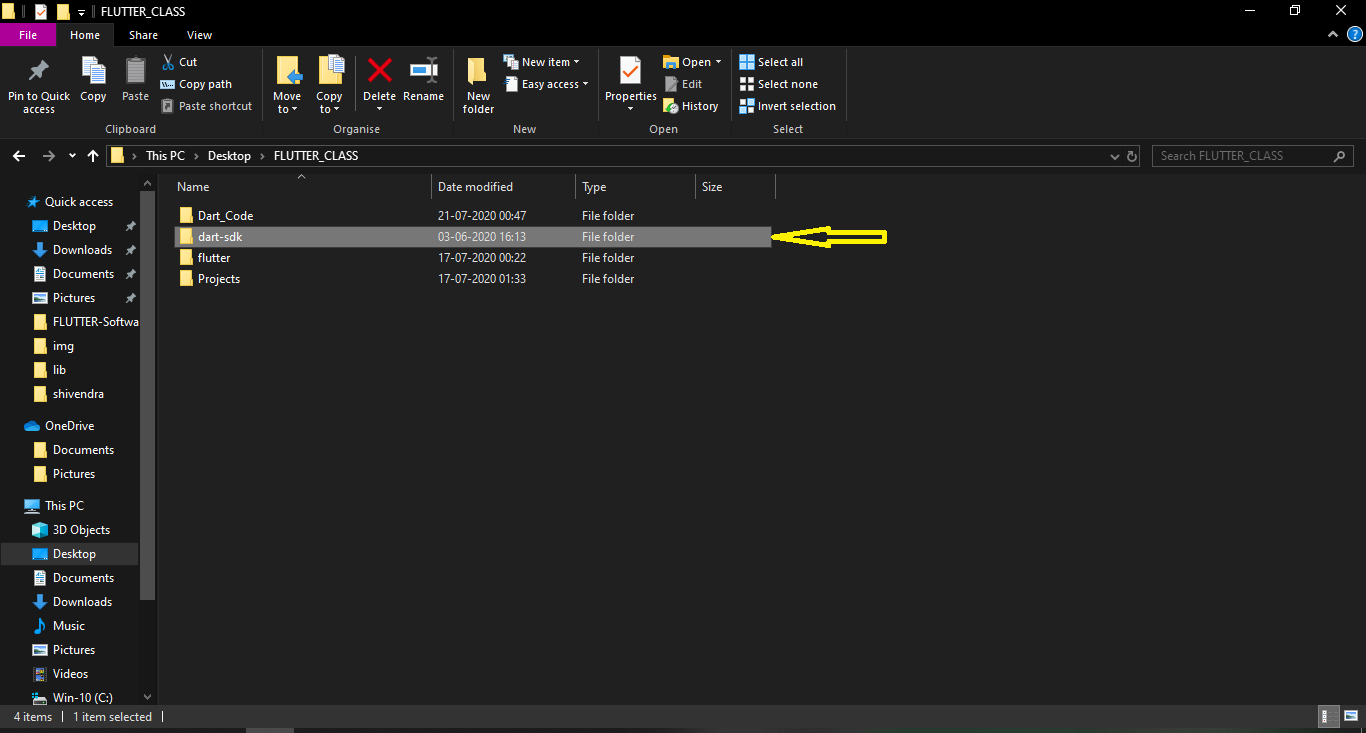 FLUTTER_CLASS
File Home Share View
Pin to Quick access
Copy
Paste
Cut
Copy path
Paste shortcut
Clipboard
Move to
Copy to
Delete
Rename
Organise
New folder
New item
Easy access
New
Properties
Open
Edit
History
Open
Select all
Select none
Invert selection
Select
This PC > Desktop > FLUTTER_CLASS
Search FLUTTER_CLASS
Name Date modified Type Size
Dart_Code 21-07-2020 00:47 File folder
dart-sdk 03-06-2020 16:13 File folder
flutter 17-07-2020 00:22 File folder
Projects 17-07-2020 01:33 File folder
Quick access
Desktop
Downloads
Documents
Pictures
FLUTTER-Softwa
img
lib
shivendra
OneDrive
Documents
Pictures
This PC
3D Objects
Desktop
Documents
Downloads
Music
Pictures
Videos
Win-10 (C:)
4 items 1 item selected